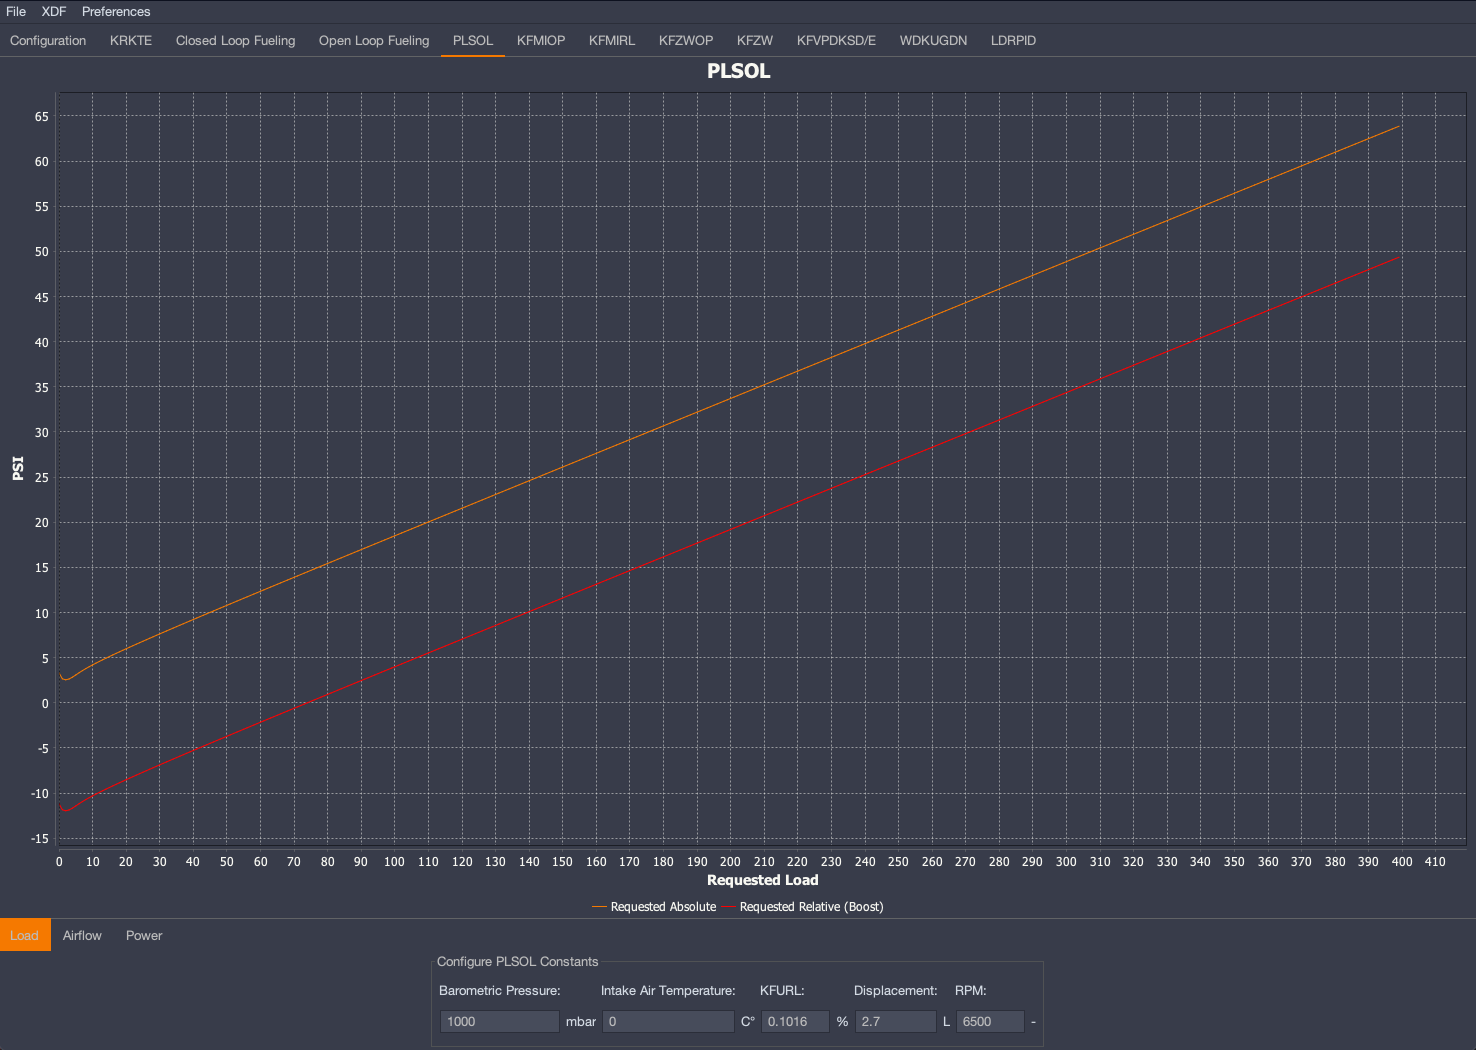 File XDF Preferences
Configuration KRKTE Closed Loop Fueling Open Loop Fueling PLSOL KFMIOP KFMIRL KFZWOP KFZW KFVPDKSD/E WDKUGDN LDRPID
PLSOL
65
60
55
50
45
40
35
30
25
20
15
10
5
0
-5
-10
-15
PSI
0 10 20 30 40 50 60 70 80 90 100 110 120 130 140 150 160 170 180 190 200 210 220 230 240 250 260 270 280 290 300 310 320 330 340 350 360 370 380 390 400 410
Requested Load
Requested Absolute Requested Relative (Boost)
Load Airflow Power
Configure PLSOL Constants
Barometric Pressure: Intake Air Temperature: KFURL: Displacement: RPM:
1000 mbar 0 C° 0.1016 % 2.7 L 6500 -